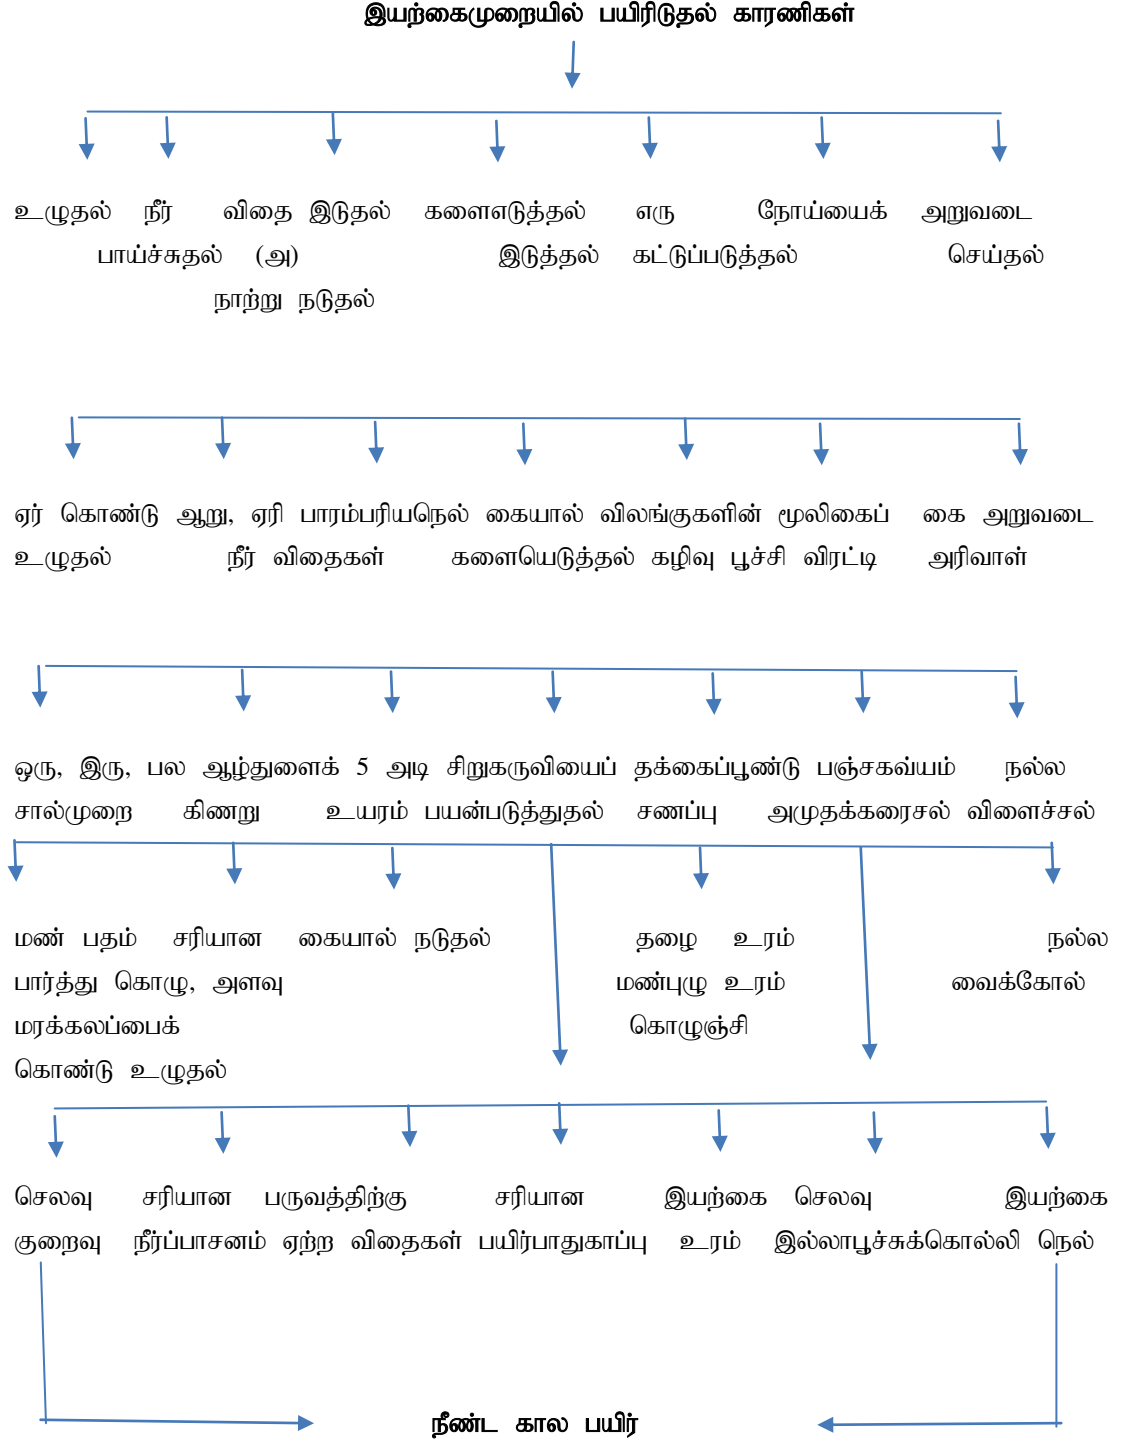 இயற்கைமுறையில் பயிரிடுதல் காரணிகள்
உழுதல் நீர் விதை இடுதல் களைஎடுத்தல் எரு நோய்யைக் அறுவடை
பாய்ச்சுதல் (அ) இடுத்தல் கட்டுப்படுத்தல் செய்தல்
நாற்று நடுதல்
ஏர் கொண்டு ஆறு, ஏரி பாரம்பரியநெல் கையால் விலங்குகளின் மூலிகைப் கை அறுவடை
உழுதல் நீர் விதைகள் களையெடுத்தல் கழிவு பூச்சி விரட்டி அரிவாள்
ஒரு, இரு, பல ஆழ்துளைக் 5 அடி சிறுகருவியைப் தக்கைப்பூண்டு பஞ்சகவ்யம் நல்ல
சால்முறை கிணறு உயரம் பயன்படுத்துதல் சணப்பு அமுதக்கரைசல் விளைச்சல்
மண் பதம் சரியான கையால் நடுதல் தழை உரம் நல்ல
பார்த்து கொழு, அளவு மண்புழு உரம் வைக்கோல்
மரக்கலப்பைக் கொழுஞ்சி
கொண்டு உழுதல்
செலவு சரியான பருவத்திற்கு சரியான இயற்கை செலவு இயற்கை
குறைவு நீர்ப்பாசனம் ஏற்ற விதைகள் பயிர்பாதுகாப்பு உரம் இல்லாபூச்சுக்கொல்லி நெல்
நீண்ட கால பயிர்